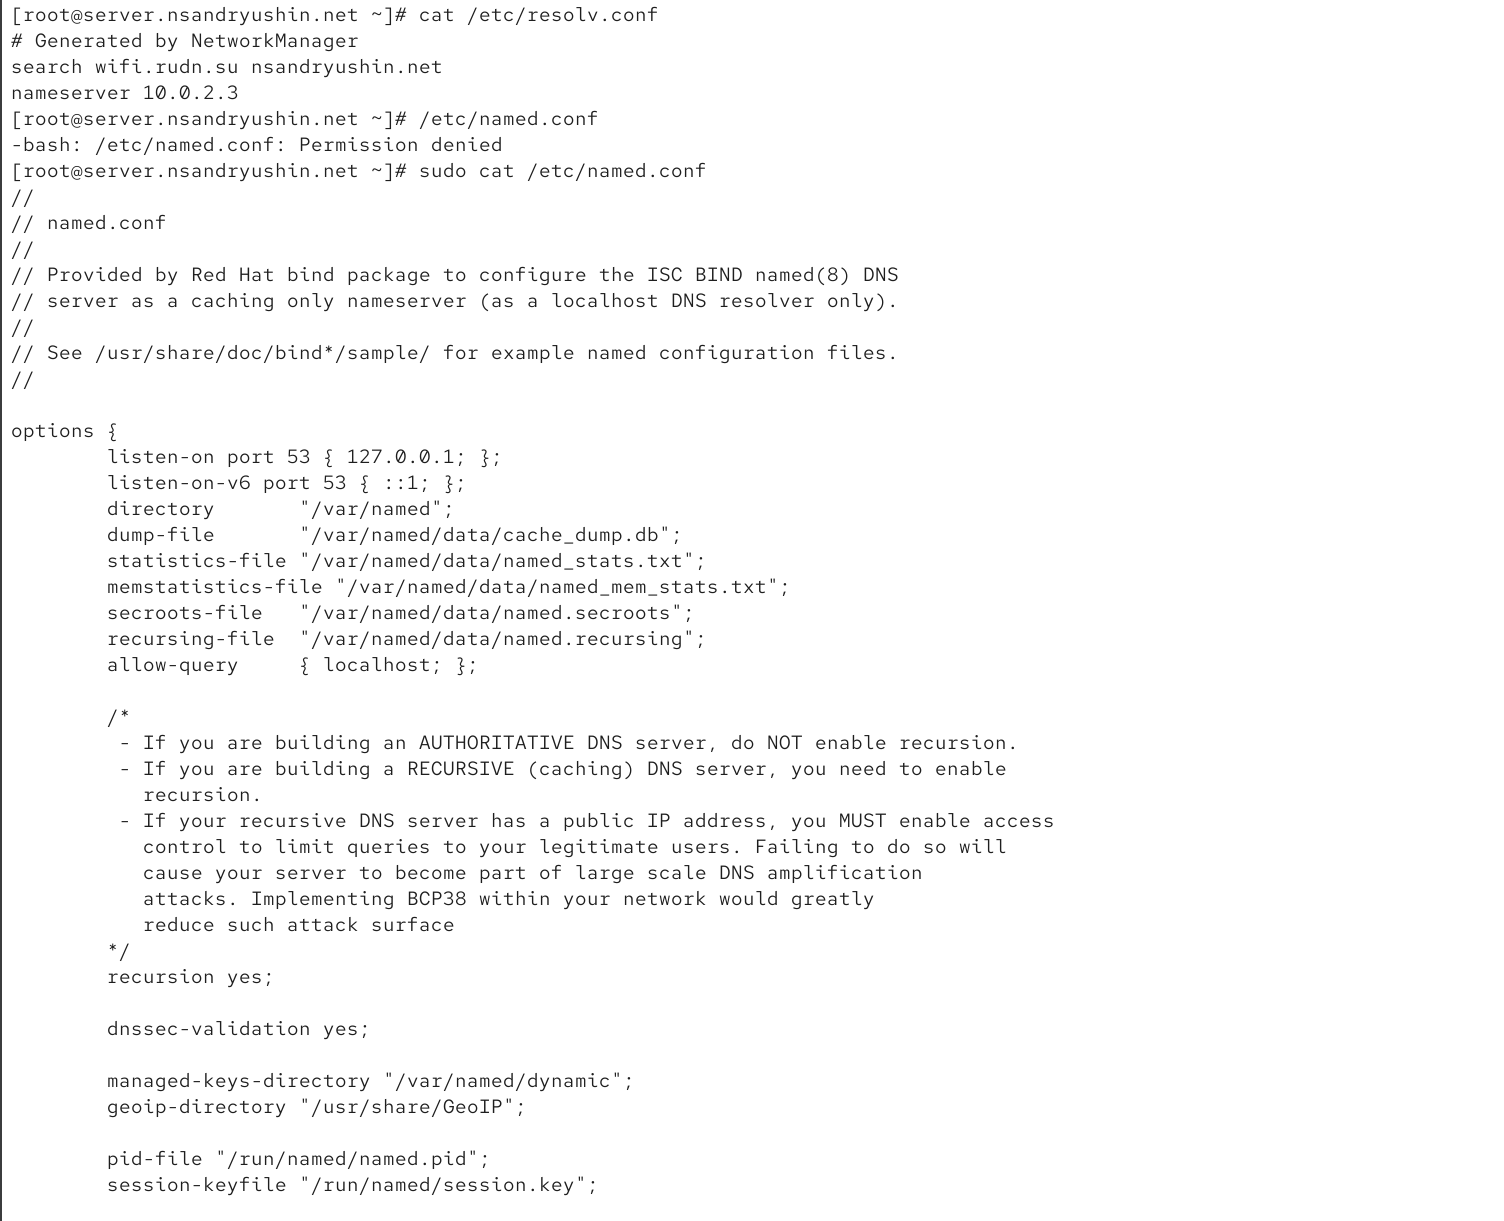 [root@server.nsandryushin.net ~]# cat /etc/resolv.conf
# Generated by NetworkManager
search wifi.rudn.su nsandryushin.net
nameserver 10.0.2.3
[root@server.nsandryushin.net ~]# /etc/named.conf
-bash: /etc/named.conf: Permission denied
[root@server.nsandryushin.net ~]# sudo cat /etc/named.conf
//
// named.conf
//
// Provided by Red Hat bind package to configure the ISC BIND named(8) DNS
// server as a caching only nameserver (as a localhost DNS resolver only).
//
// See /usr/share/doc/bind*/sample/ for example named configuration files.
//

options {
        listen-on port 53 { 127.0.0.1; };
        listen-on-v6 port 53 { ::1; };
        directory       "/var/named";
        dump-file       "/var/named/data/cache_dump.db";
        statistics-file "/var/named/data/named_stats.txt";
        memstatistics-file "/var/named/data/named_mem_stats.txt";
        secroots-file   "/var/named/data/named.secroots";
        recursing-file  "/var/named/data/named.recursing";
        allow-query     { localhost; };

        /*
         - If you are building an AUTHORITATIVE DNS server, do NOT enable recursion.
         - If you are building a RECURSIVE (caching) DNS server, you need to enable
           recursion.
         - If your recursive DNS server has a public IP address, you MUST enable access
           control to limit queries to your legitimate users. Failing to do so will
           cause your server to become part of large scale DNS amplification
           attacks. Implementing BCP38 within your network would greatly
           reduce such attack surface
        */
        recursion yes;

        dnssec-validation yes;

        managed-keys-directory "/var/named/dynamic";
        geoip-directory "/usr/share/GeoIP";

        pid-file "/run/named/named.pid";
        session-keyfile "/run/named/session.key";